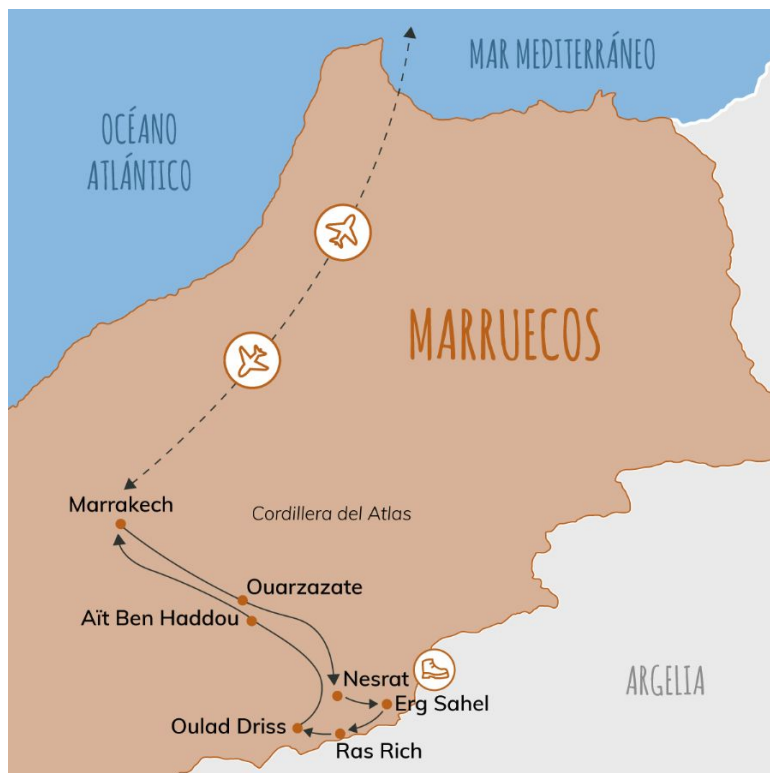 MAR MEDITERRÁNEO
OCÉANO
ATLÁNTICO
MARRUECOS
Marrakech
Cordillera del Atlas
Ouarzazate
Aït Ben Haddou
Nesrat
Erg Sahel
ARGELIA
Oulad Driss
Ras Rich